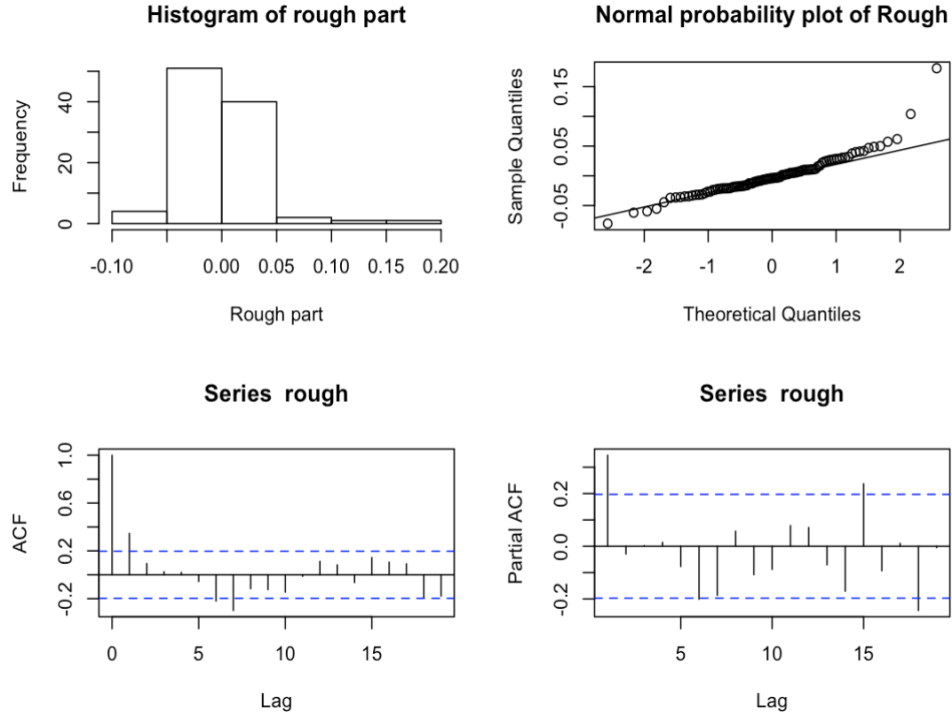 Histogram of rough part
Frequency
0 20 40
-0.10 0.00 0.05 0.10 0.15 0.20
Rough part
Normal probability plot of Rough
Sample Quantiles
-0.05 0.05 0.15
-2 -1 0 1 2
Theoretical Quantiles
Series rough
ACF
-0.2 0.2 0.6 1.0
0 5 10 15
Lag
Series rough
Partial ACF
-0.2 0.0 0.2
5 10 15
Lag